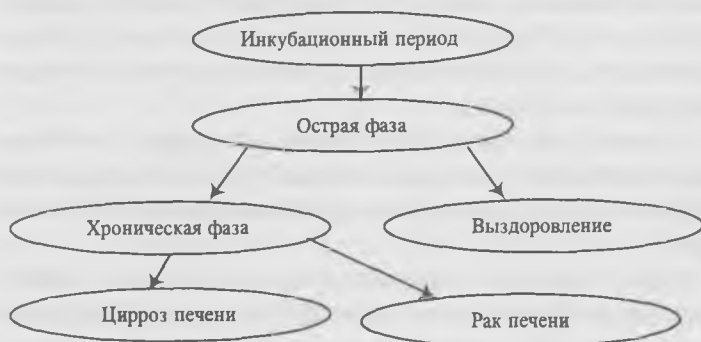 Инкубационный период
Острая фаза
Хроническая фаза
Выздоровление
Цирроз печени
Рак печени